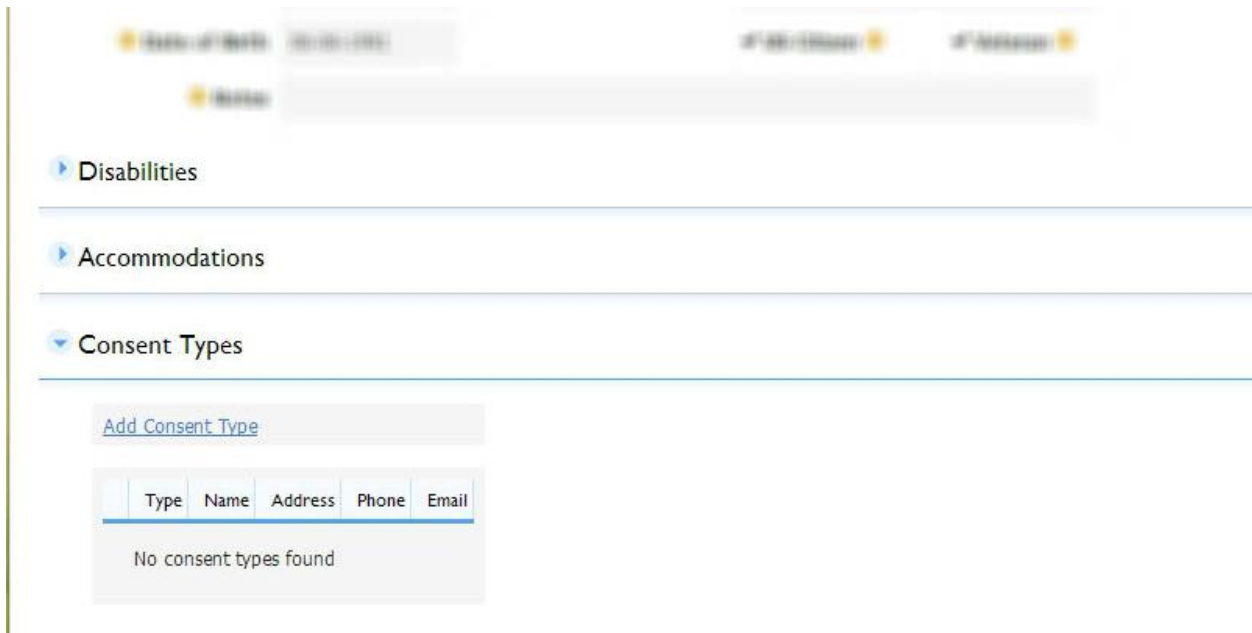 Disabilities
Accommodations
Consent Types
Add Consent Type
Type Name Address Phone Email
No consent types found